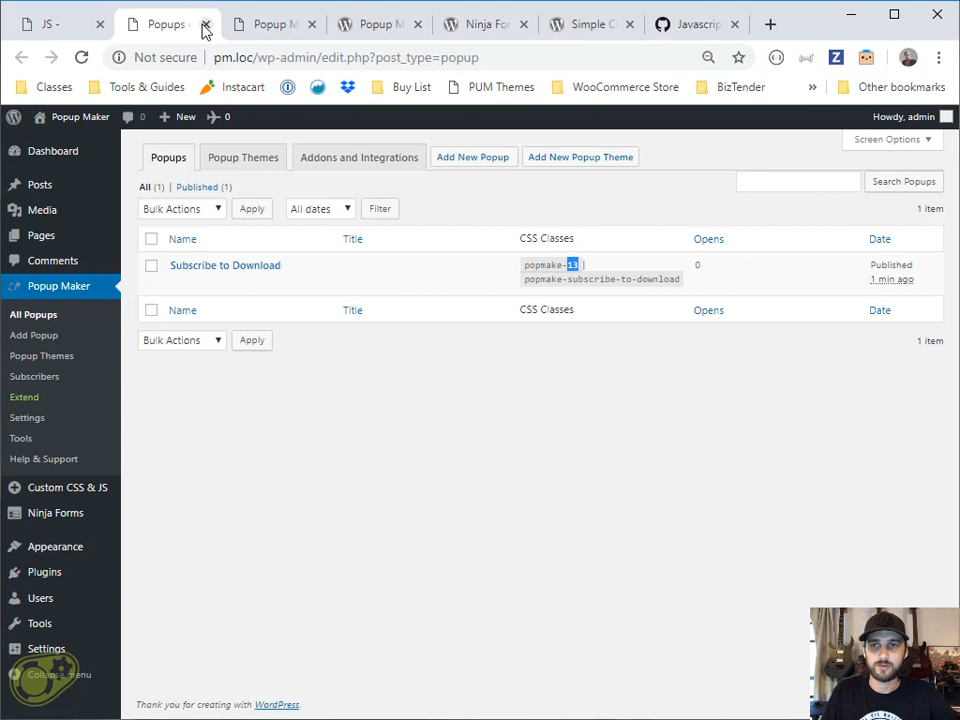 JS -
Popups
Popup M
Popup M
Ninja For
Simple C
Javascrip
Not secure
pm.loc/wp-admin/edit.php?post_type=popup
Classes
Tools & Guides
Instacart
Buy List
PUM Themes
WooCommerce Store
BizTender
»
Other bookmarks
Popup Maker
0
New
0
Howdy, admin
Dashboard
Posts
Media
Pages
Comments
Popup Maker
All Popups
Add Popup
Popup Themes
Subscribers
Extend
Settings
Tools
Help & Support
Custom CSS & JS
Ninja Forms
Appearance
Plugins
Users
Tools
Settings
Collapse menu
Screen Options
Popups
Popup Themes
Addons and Integrations
Add New Popup
Add New Popup Theme
All (1) | Published (1)
Search Popups
Bulk Actions
Apply
All dates
Filter
1 item
Name
Title
CSS Classes
Opens
Date
Subscribe to Download
popmake-13 |
popmake-subscribe-to-download
0
Published
1 min ago
Name
Title
CSS Classes
Opens
Date
Bulk Actions
Apply
1 item
Thank you for creating with WordPress.